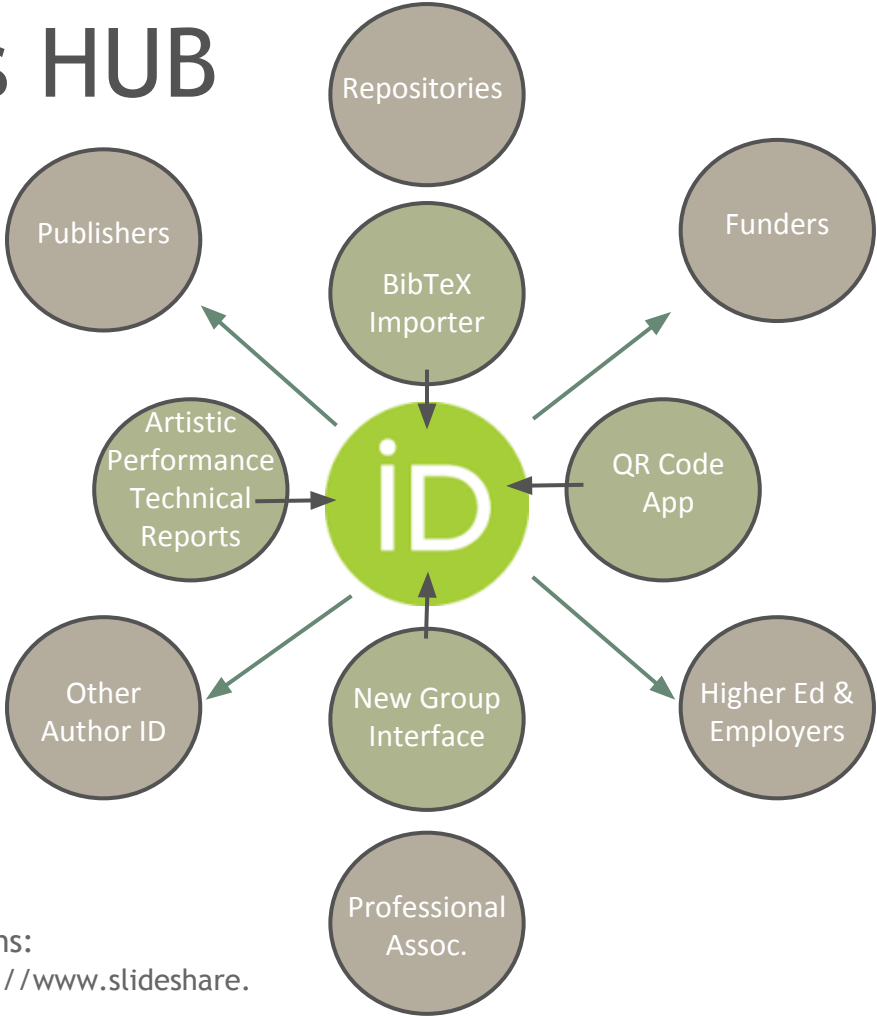 s HUB
Repositories
Publishers
Funders
BibTeX
Importer
Artistic
Performance
Technical
Reports
iD
QR Code
App
Other
Author ID
New Group
Interface
Higher Ed &
Employers
Professional
Assoc.
ns:
://www.slideshare.